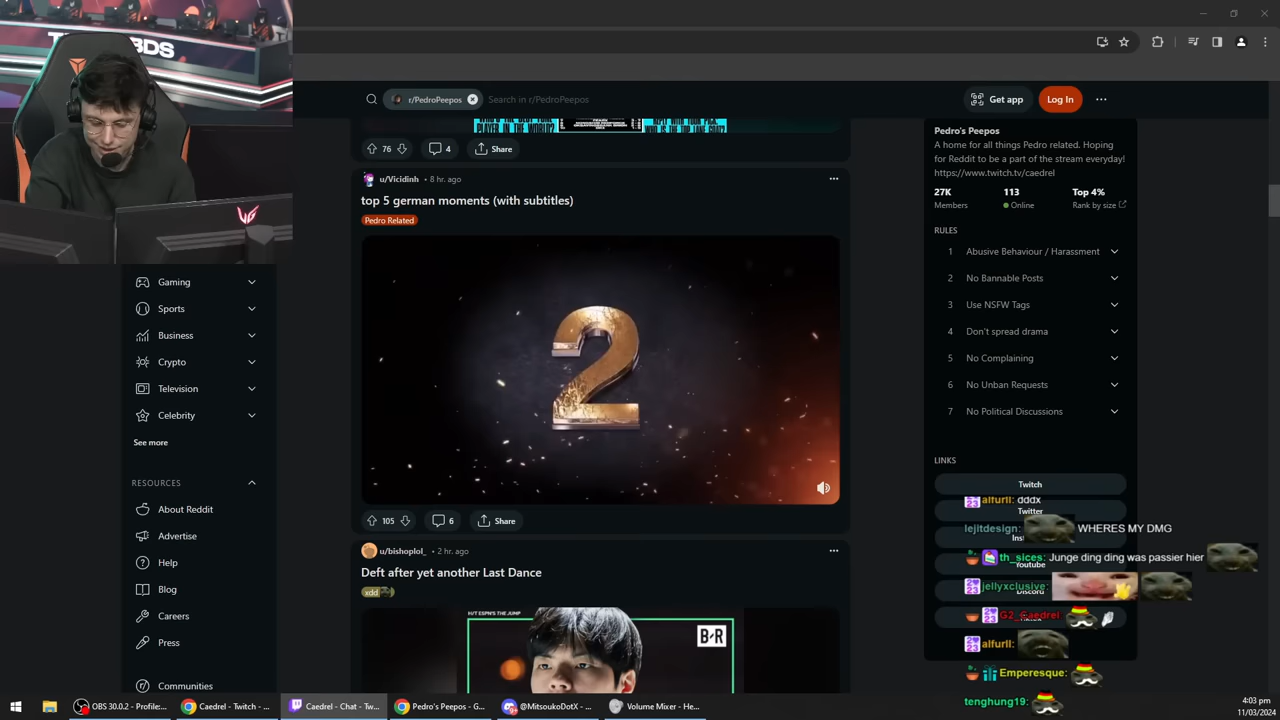 r/PedroPeepos
Search in r/PedroPeepos
Get app
Log In
76
4
Share
u/Vicidinh • 8 hr. ago
top 5 german moments (with subtitles)
Pedro Related
2
105
6
Share
u/bishoplol_ • 2 hr. ago
Deft after yet another Last Dance
xdd
HT ESPN'S THE JUMP
B/R
Gaming
Sports
Business
Crypto
Television
Celebrity
See more
RESOURCES
About Reddit
Advertise
Help
Blog
Careers
Press
Communities
Pedro's Peepos
A home for all things Pedro related. Hoping
for Reddit to be a part of the stream everyday!
https://www.twitch.tv/caedrel
27K
113
Top 4%
Members
Online
Rank by size
RULES
1 Abusive Behaviour / Harassment
2 No Bannable Posts
3 Use NSFW Tags
4 Don't spread drama
5 No Complaining
6 No Unban Requests
7 No Political Discussions
LINKS
Twitch
alfurli: dddx
Twitter
lejitdesign: WHERES MY DMG
th_sices: Junge ding ding was passier hier
Youtube
jellyxclusive:
Discord
G2_Caedrel
alfurli:
Emperesque:
tenghung19:
OBS 30.0.2 - Profile:...
Caedrel - Twitch - ...
Caedrel - Chat - Tw...
Pedro's Peepos - G...
@MitsoukoDotX - ...
Volume Mixer - He...
4:03 pm
11/03/2024